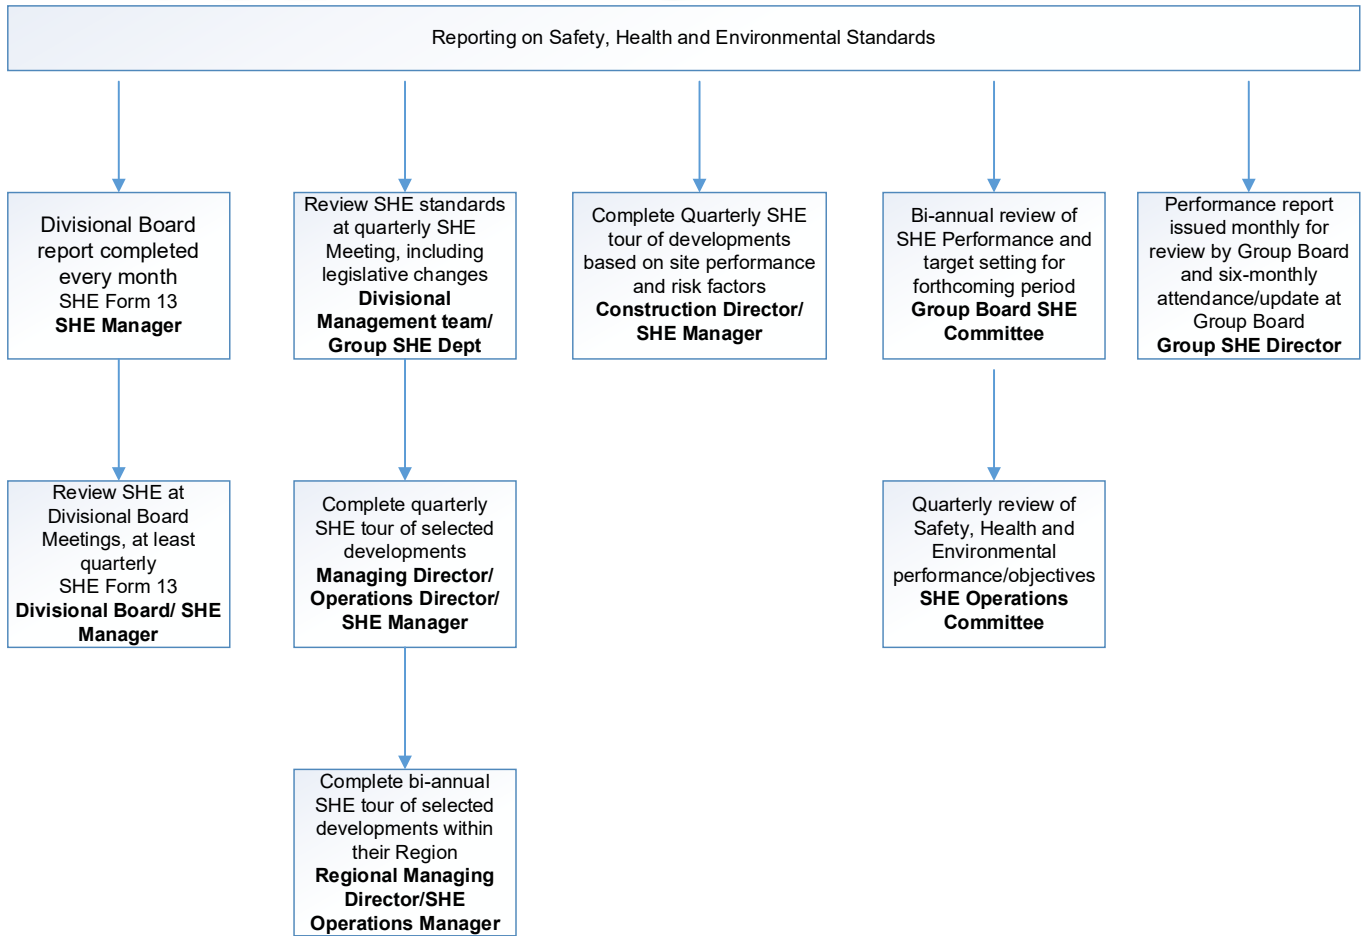 Reporting on Safety, Health and Environmental Standards
Divisional Board
report completed
every month
SHE Form 13
SHE Manager
Review SHE standards
at quarterly SHE
Meeting, including
legislative changes
Divisional
Management team/
Group SHE Dept
Complete Quarterly SHE
tour of developments
based on site performance
and risk factors
Construction Director/
SHE Manager
Bi-annual review of
SHE Performance and
target setting for
forthcoming period
Group Board SHE
Committee
Performance report
issued monthly for
review by Group Board
and six-monthly
attendance/update at
Group Board
Group SHE Director
Review SHE at
Divisional Board
Meetings, at least
quarterly
SHE Form 13
Divisional Board/ SHE
Manager
Complete quarterly
SHE tour of selected
developments
Managing Director/
Operations Director/
SHE Manager
Quarterly review of
Safety, Health and
Environmental
performance/objectives
SHE Operations
Committee
Complete bi-annual
SHE tour of selected
developments within
their Region
Regional Managing
Director/SHE
Operations Manager